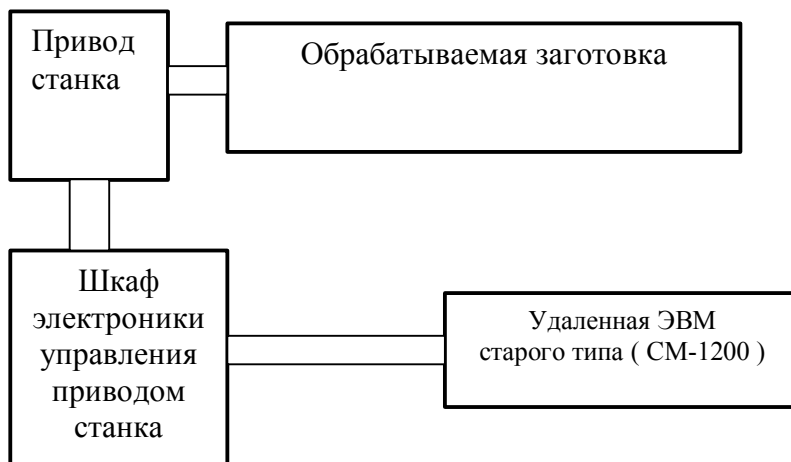 Привод
станка
Обрабатываемая заготовка
Шкаф
электроники
управления
приводом
станка
Удаленная ЭВМ
старого типа ( СМ-1200 )